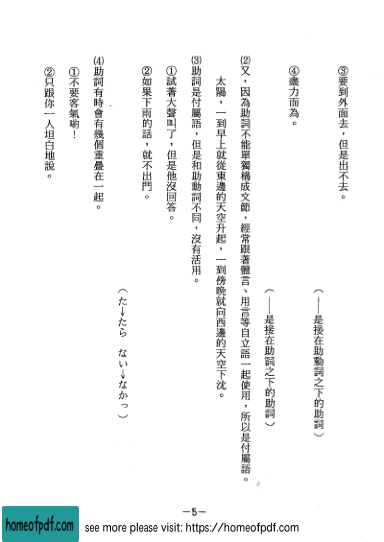 ③要到外面去，但是出不去。
（——是接在助動詞之下的助詞）
④盡力而為。
（——是接在助詞之下的助詞）
⑵又，因為助詞不能單獨構成文節，經常跟著體言、用言等自立語一起使用，所以是付屬語。
太陽，一到早上就從東邊的天空升起，一到傍晚就向西邊的天空下沈。
⑶助詞是付屬語，但是和助動詞不同，沒有活用。
①試著大聲叫了，但是他沒回答。
②如果下雨的話，就不出門。
（た→たら　ない→なかっ）
⑷助詞有時會有幾個重疊在一起。
①不要客氣喲！
②只跟你一人坦白地說。
—5—
homeofpdf.com
see more please visit: https://homeofpdf.com